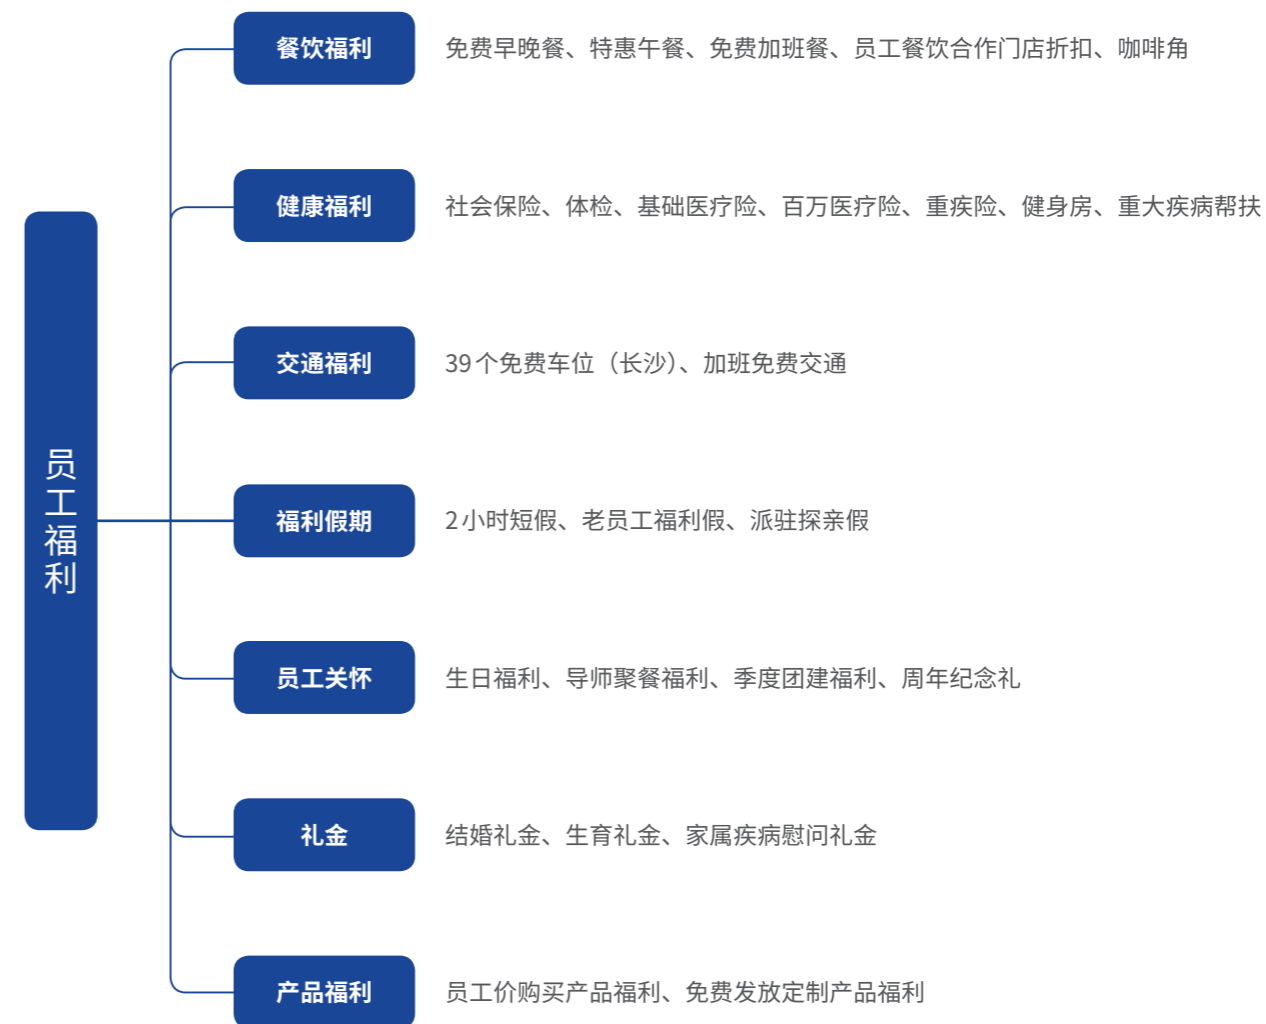 员工福利
餐饮福利
免费早晚餐、特惠午餐、免费加班餐、员工餐饮合作门店折扣、咖啡角
健康福利
社会保险、体检、基础医疗险、百万医疗险、重疾险、健身房、重大疾病帮扶
交通福利
39个免费车位（长沙）、加班免费交通
福利假期
2小时短假、老员工福利假、派驻探亲假
员工关怀
生日福利、导师聚餐福利、季度团建福利、周年纪念礼
礼金
结婚礼金、生育礼金、家属疾病慰问礼金
产品福利
员工价购买产品福利、免费发放定制产品福利